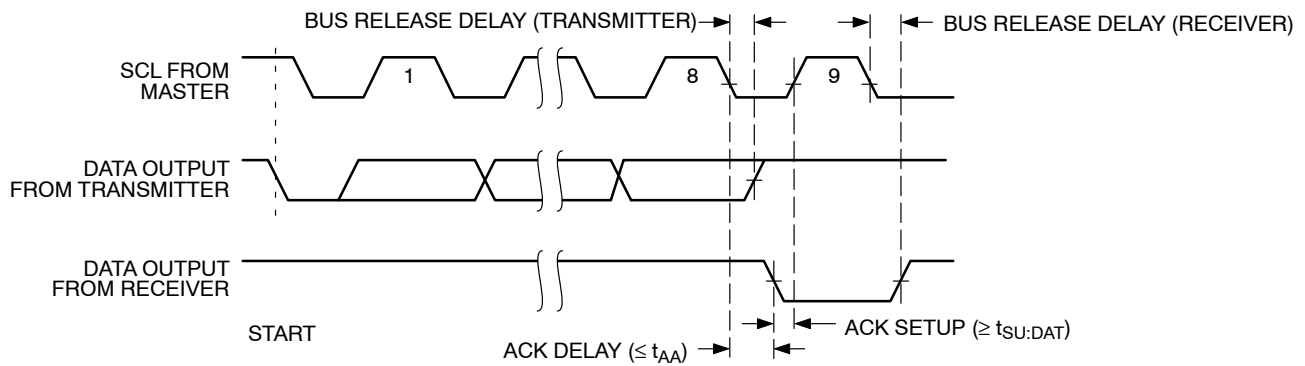 BUS RELEASE DELAY (TRANSMITTER)
BUS RELEASE DELAY (RECEIVER)
SCL FROM
MASTER
1
8
9
DATA OUTPUT
FROM TRANSMITTER
DATA OUTPUT
FROM RECEIVER
START
ACK SETUP (≥ tSU:DAT)
ACK DELAY (≤ tAA)